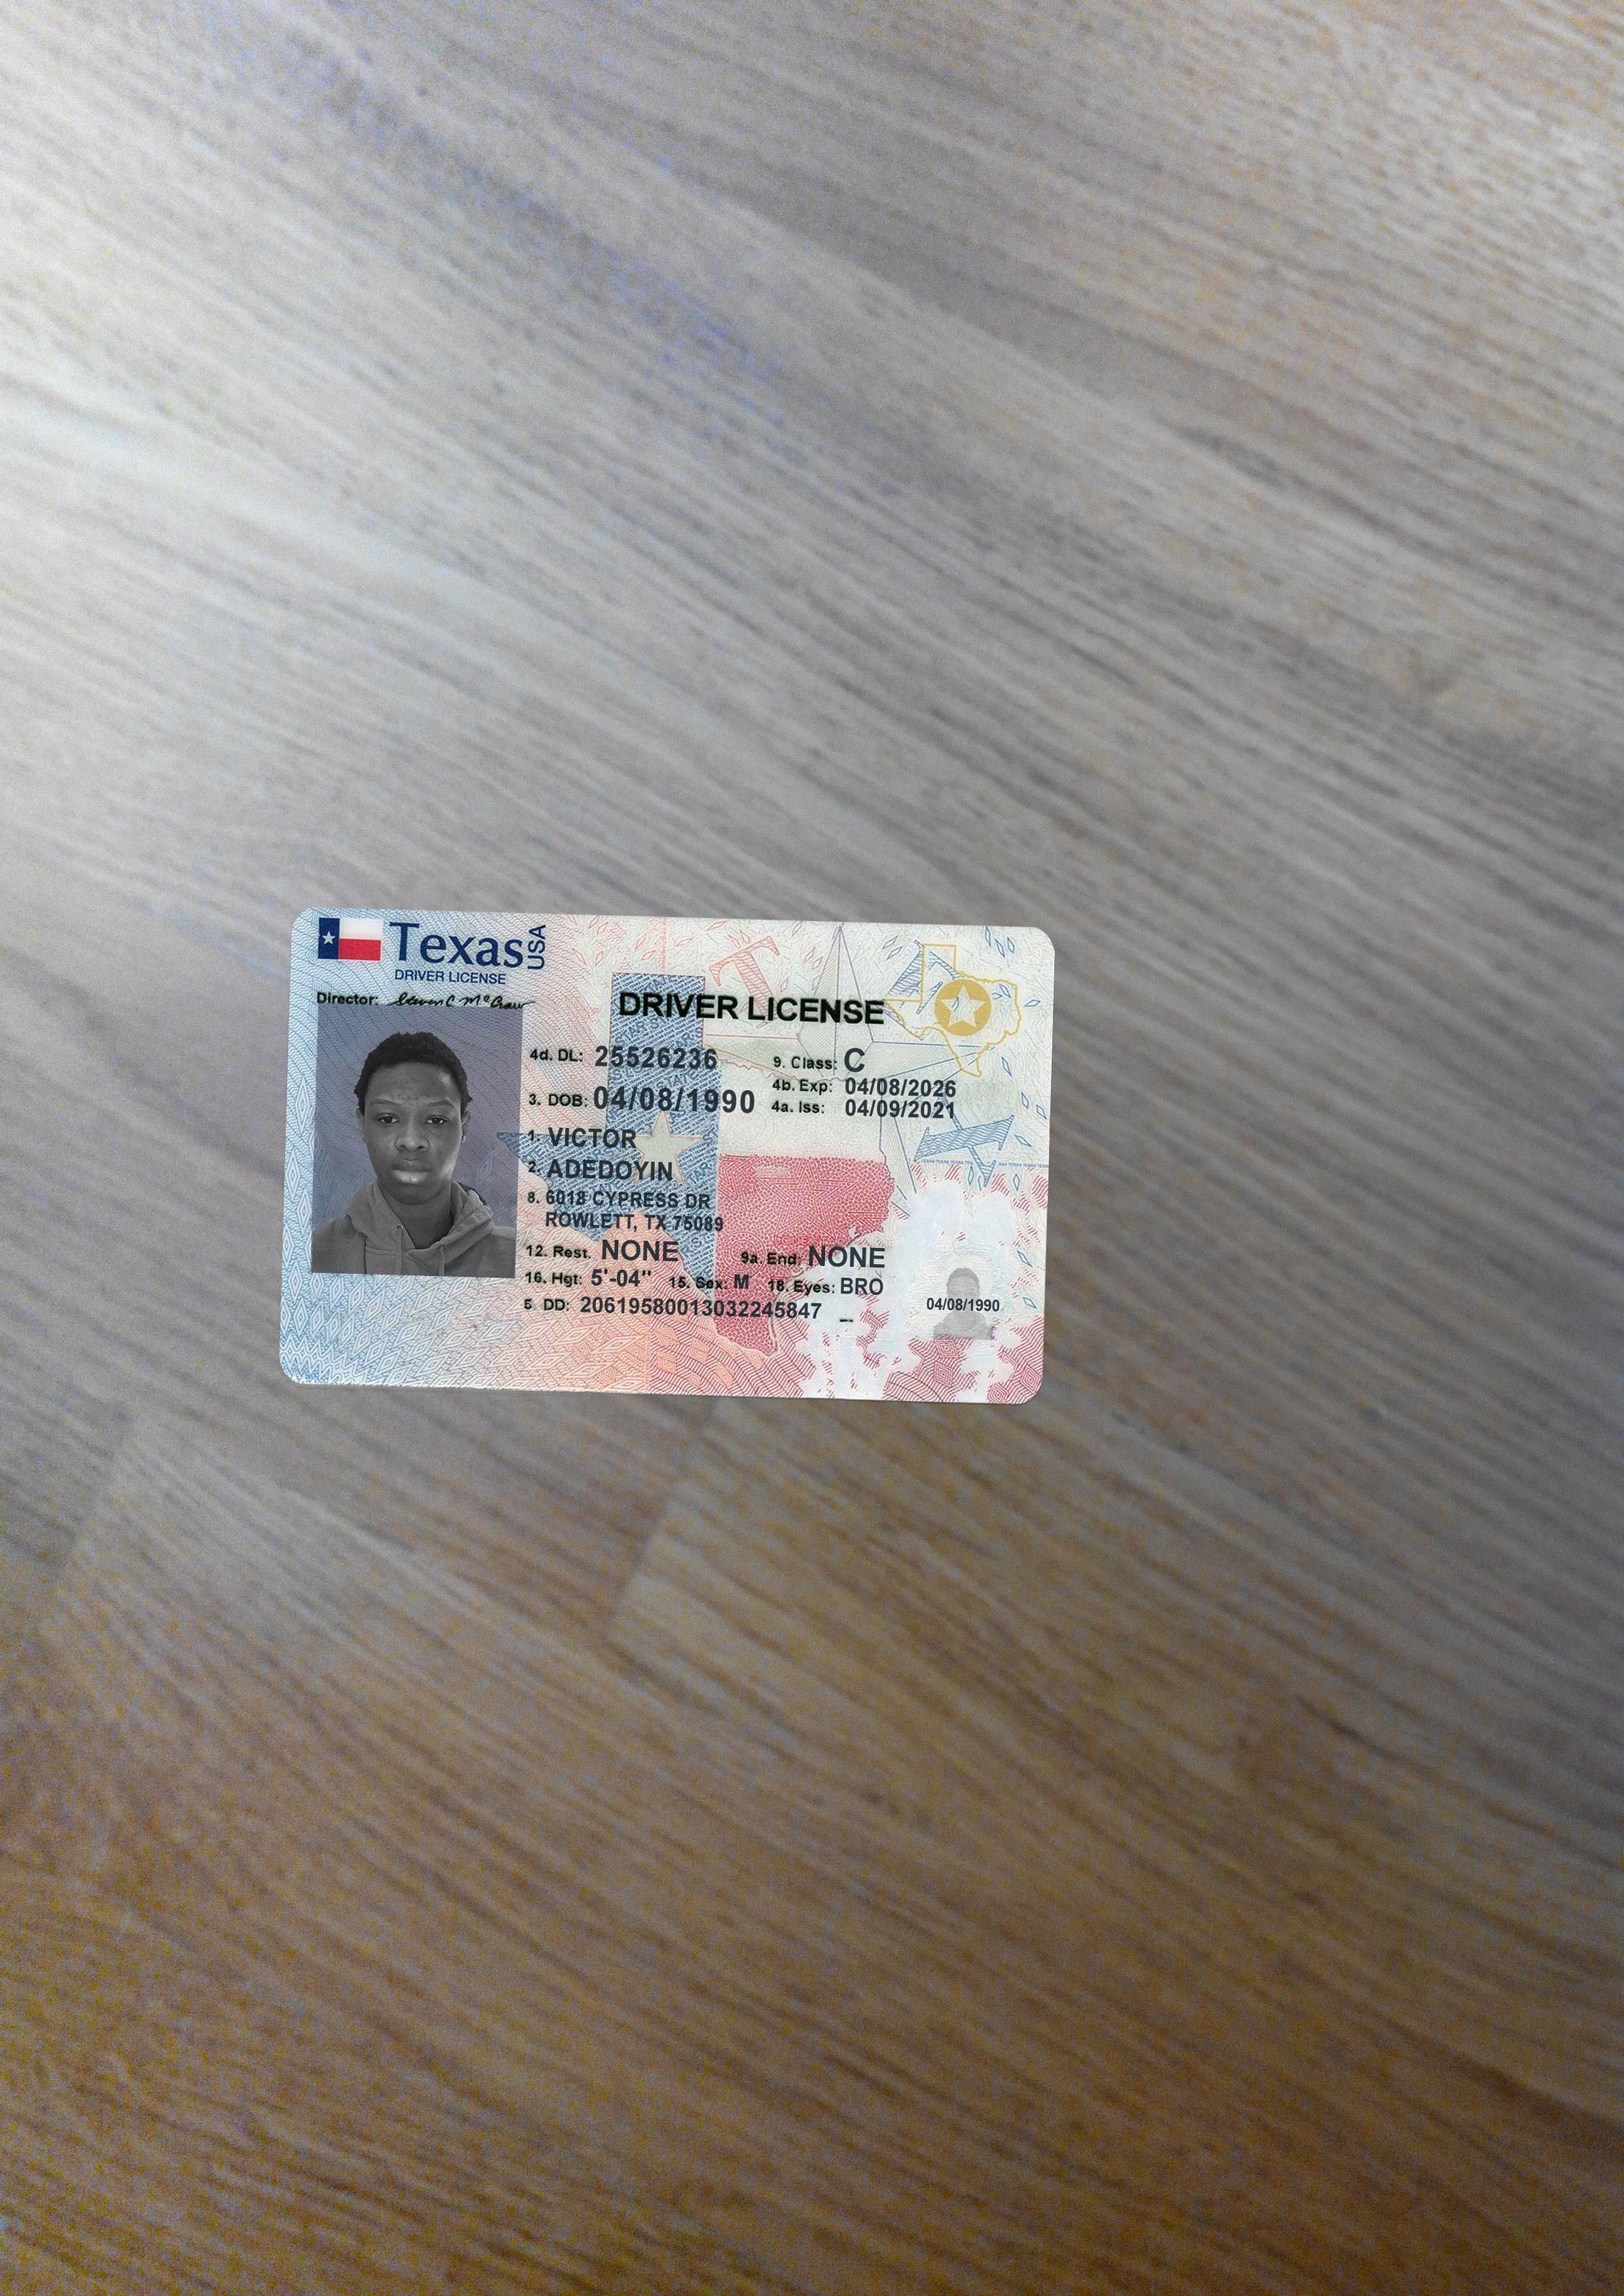 Texas USA
DRIVER LICENSE
Director: Steven C McCraw
DRIVER LICENSE
4d. DL: 25526236
9. Class: C
4b. Exp: 04/08/2026
3. DOB: 04/08/1990
4a. Iss: 04/09/2021
1. VICTOR
2. ADEDOYIN
8. 6018 CYPRESS DR
ROWLETT, TX 75089
12. Rest. NONE
9a. End: NONE
16. Hgt: 5'-04" 15. Sex: M 18. Eyes: BRO
5 DD: 20619580013032245847
04/08/1990